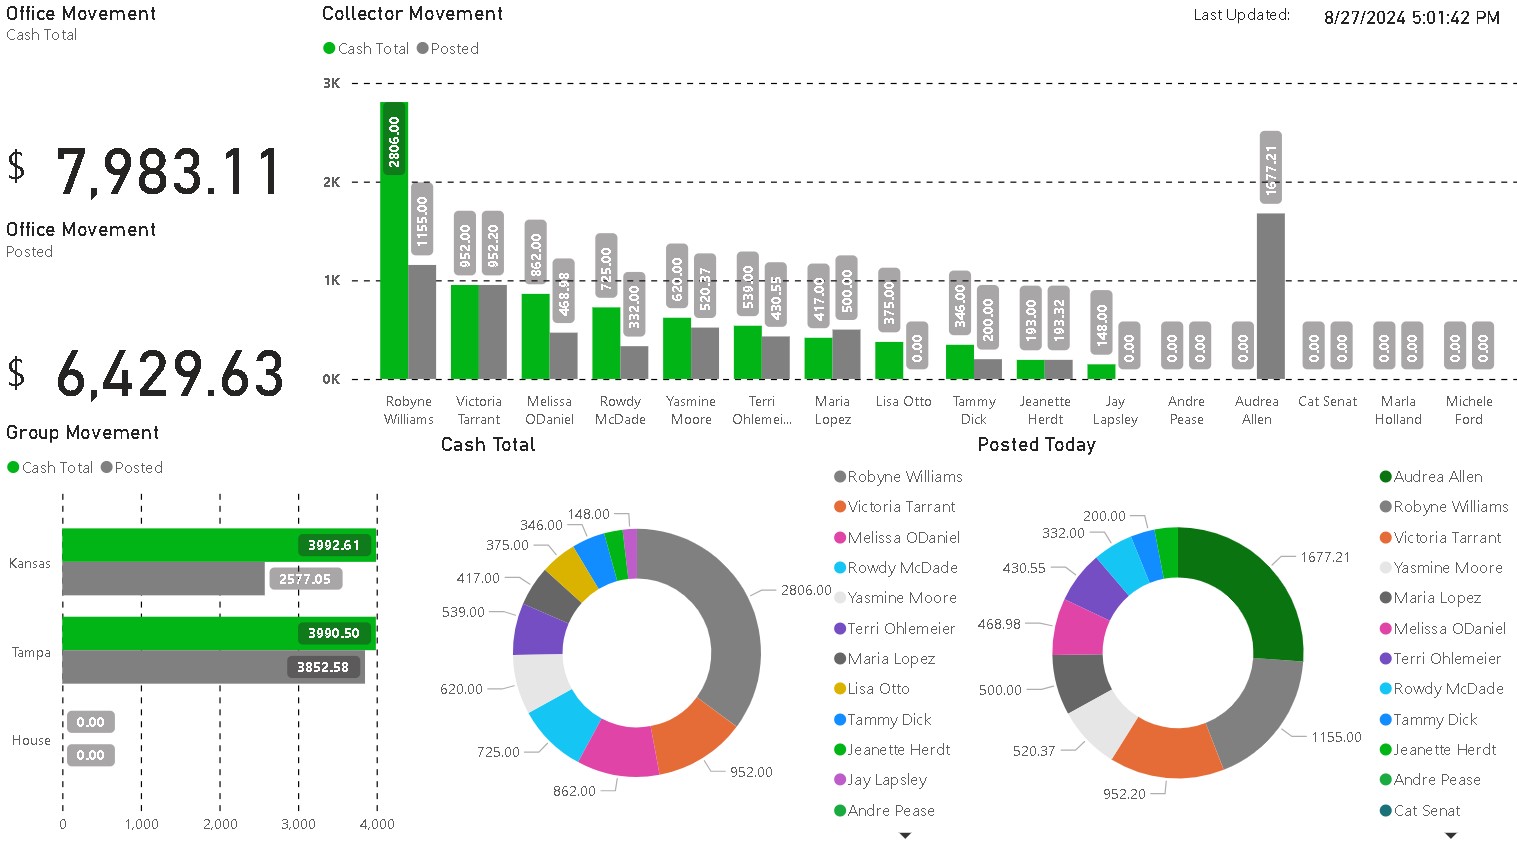 Office Movement
Cash Total
$ 7,983.11
Office Movement
Posted
$ 6,429.63
Collector Movement
Cash Total Posted
Last Updated: 8/27/2024 5:01:42 PM
3K
2K
1K
0K
2806.00
1155.00
952.00
952.20
862.00
468.98
725.00
332.00
620.00
520.37
539.00
430.55
417.00
500.00
375.00
0.00
346.00
200.00
193.00
193.32
148.00
0.00
0.00
0.00
0.00
1677.21
0.00
0.00
0.00
0.00
0.00
0.00
Robyne
Williams
Victoria
Tarrant
Melissa
ODaniel
Rowdy
McDade
Yasmine
Moore
Terri
Ohlemei...
Maria
Lopez
Lisa Otto
Tammy
Dick
Jeanette
Herdt
Jay
Lapsley
Andre
Pease
Audrea
Allen
Cat Senat
Marla
Holland
Michele
Ford
Group Movement
Cash Total Posted
Kansas
3992.61
2577.05
Tampa
3990.50
3852.58
House
0.00
0.00
0 1,000 2,000 3,000 4,000
Cash Total
148.00
346.00
375.00
417.00
539.00
620.00
725.00
862.00
952.00
2806.00
Robyne Williams
Victoria Tarrant
Melissa ODaniel
Rowdy McDade
Yasmine Moore
Terri Ohlemeier
Maria Lopez
Lisa Otto
Tammy Dick
Jeanette Herdt
Jay Lapsley
Andre Pease
Posted Today
200.00
332.00
430.55
468.98
500.00
520.37
952.20
1155.00
1677.21
Audrea Allen
Robyne Williams
Victoria Tarrant
Yasmine Moore
Maria Lopez
Melissa ODaniel
Terri Ohlemeier
Rowdy McDade
Tammy Dick
Jeanette Herdt
Andre Pease
Cat Senat